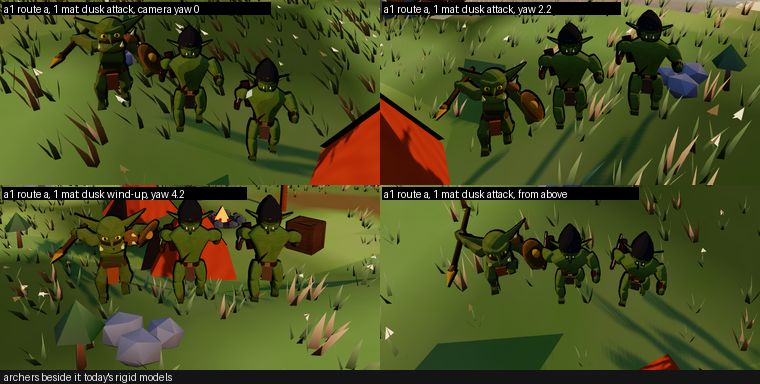 a1 route a, 1 mat: dusk attack, camera yaw 0
a1 route a, 1 mat: dusk attack, yaw 2.2
a1 route a, 1 mat: dusk wind-up, yaw 4.2
a1 route a, 1 mat: dusk attack, from above
archers beside it: today's rigid models